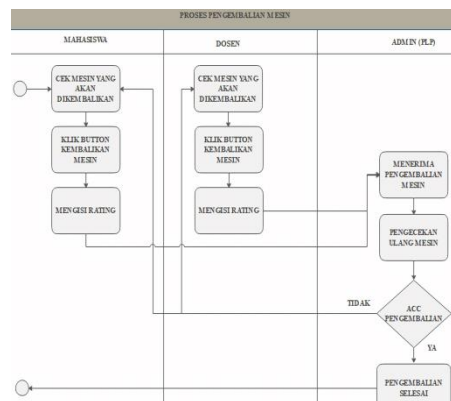 PROSES PENGEMBALIAN MESIN
MAHASISWA
DOSEN
ADMIN (PLP)
CEK MESIN YANG
AKAN
DIKEMBALIKAN
KLIK BUTTON
KEMBALIKAN
MESIN
MENGISI RATING
CEK MESIN YANG
AKAN
DIKEMBALIKAN
KLIK BUTTON
KEMBALIKAN
MESIN
MENGISI RATING
MENERIMA
PENGEMBALIAN
MESIN
PENGECEKAN
ULANG MESIN
ACC
PENGEMBALIAN
TIDAK
YA
PENGEMBALIAN
SELESAI